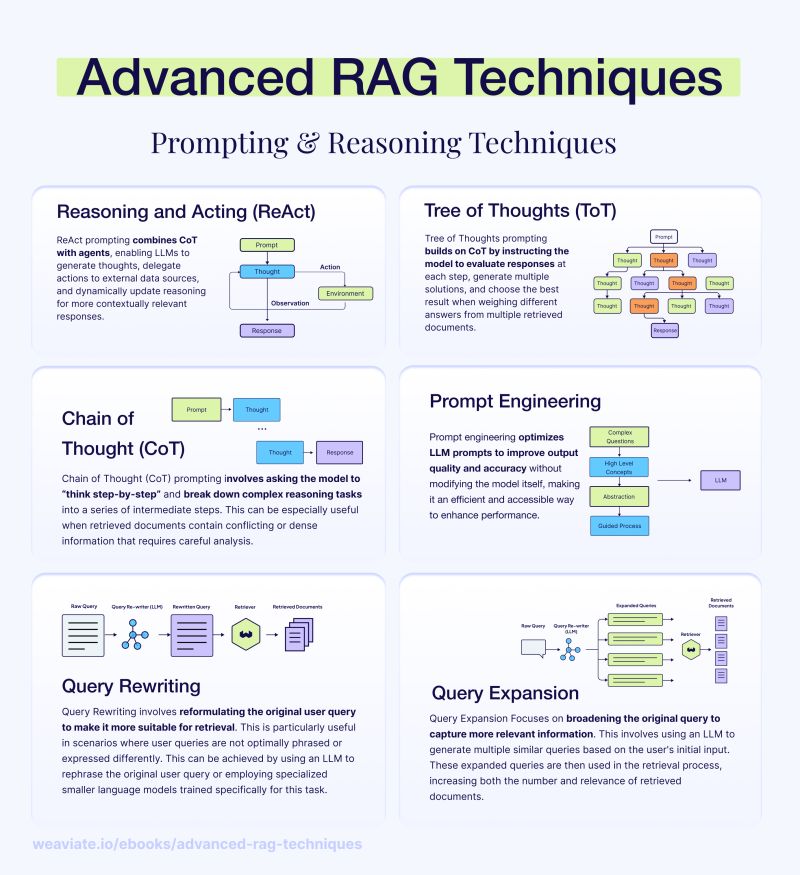 Advanced RAG Techniques
Prompting & Reasoning Techniques
Reasoning and Acting (ReAct)
ReAct prompting combines CoT
with agents, enabling LLMs to
generate thoughts, delegate
actions to external data sources,
and dynamically update reasoning
for more contextually relevant
responses.
Prompt
Thought
Action
Environment
Observation
Response
Tree of Thoughts (ToT)
Tree of Thoughts prompting
builds on CoT by instructing the
model to evaluate responses at
each step, generate multiple
solutions, and choose the best
result when weighing different
answers from multiple retrieved
documents.
Prompt
Thought Thought Thought
Thought Thought Thought Thought
Thought Thought Thought Thought
Response
Chain of
Thought (CoT)
Prompt Thought
...
Thought Response
Chain of Thought (CoT) prompting involves asking the model to
“think step-by-step” and break down complex reasoning tasks
into a series of intermediate steps. This can be especially useful
when retrieved documents contain conflicting or dense
information that requires careful analysis.
Prompt Engineering
Prompt engineering optimizes
LLM prompts to improve output
quality and accuracy without
modifying the model itself, making
it an efficient and accessible way
to enhance performance.
Complex
Questions
High Level
Concepts
Abstraction
Guided Process
LLM
Raw Query Query Re-writer (LLM) Rewritten Query Retriever Retrieved Documents
Query Rewriting
Query Rewriting involves reformulating the original user query
to make it more suitable for retrieval. This is particularly useful
in scenarios where user queries are not optimally phrased or
expressed differently. This can be achieved by using an LLM to
rephrase the original user query or employing specialized
smaller language models trained specifically for this task.
Raw Query
Query Re-writer
(LLM)
Expanded Queries
Retriever
Retrieved
Documents
Query Expansion
Query Expansion Focuses on broadening the original query to
capture more relevant information. This involves using an LLM to
generate multiple similar queries based on the user's initial input.
These expanded queries are then used in the retrieval process,
increasing both the number and relevance of retrieved
documents.
weaviate.io/ebooks/advanced-rag-techniques